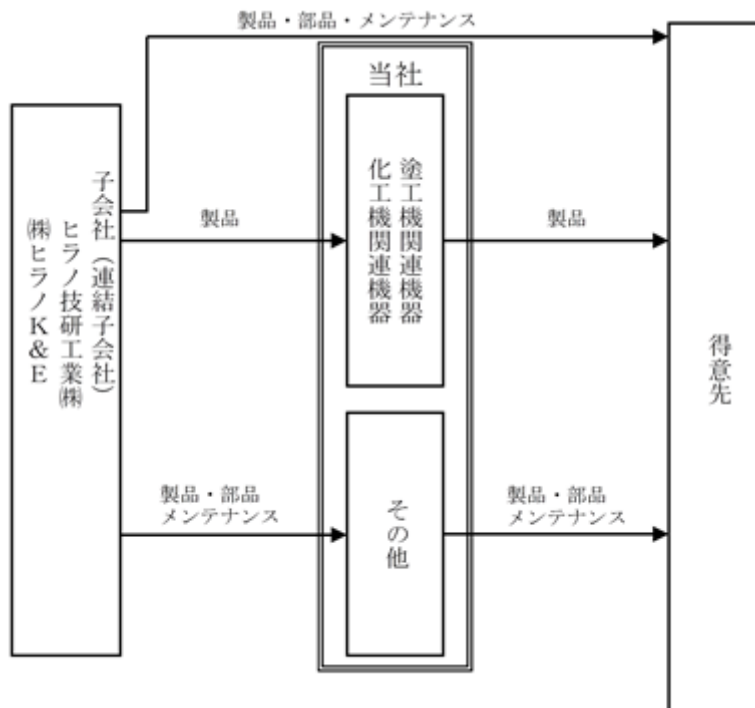 製品・部品・メンテナンス
当社
子会社(連結子会社)
ヒラノ技研工業㈱
㈱ヒラノK&E
製品
塗工機関連機器
化工機関連機器
製品
得意先
製品・部品
メンテナンス
その他
製品・部品
メンテナンス